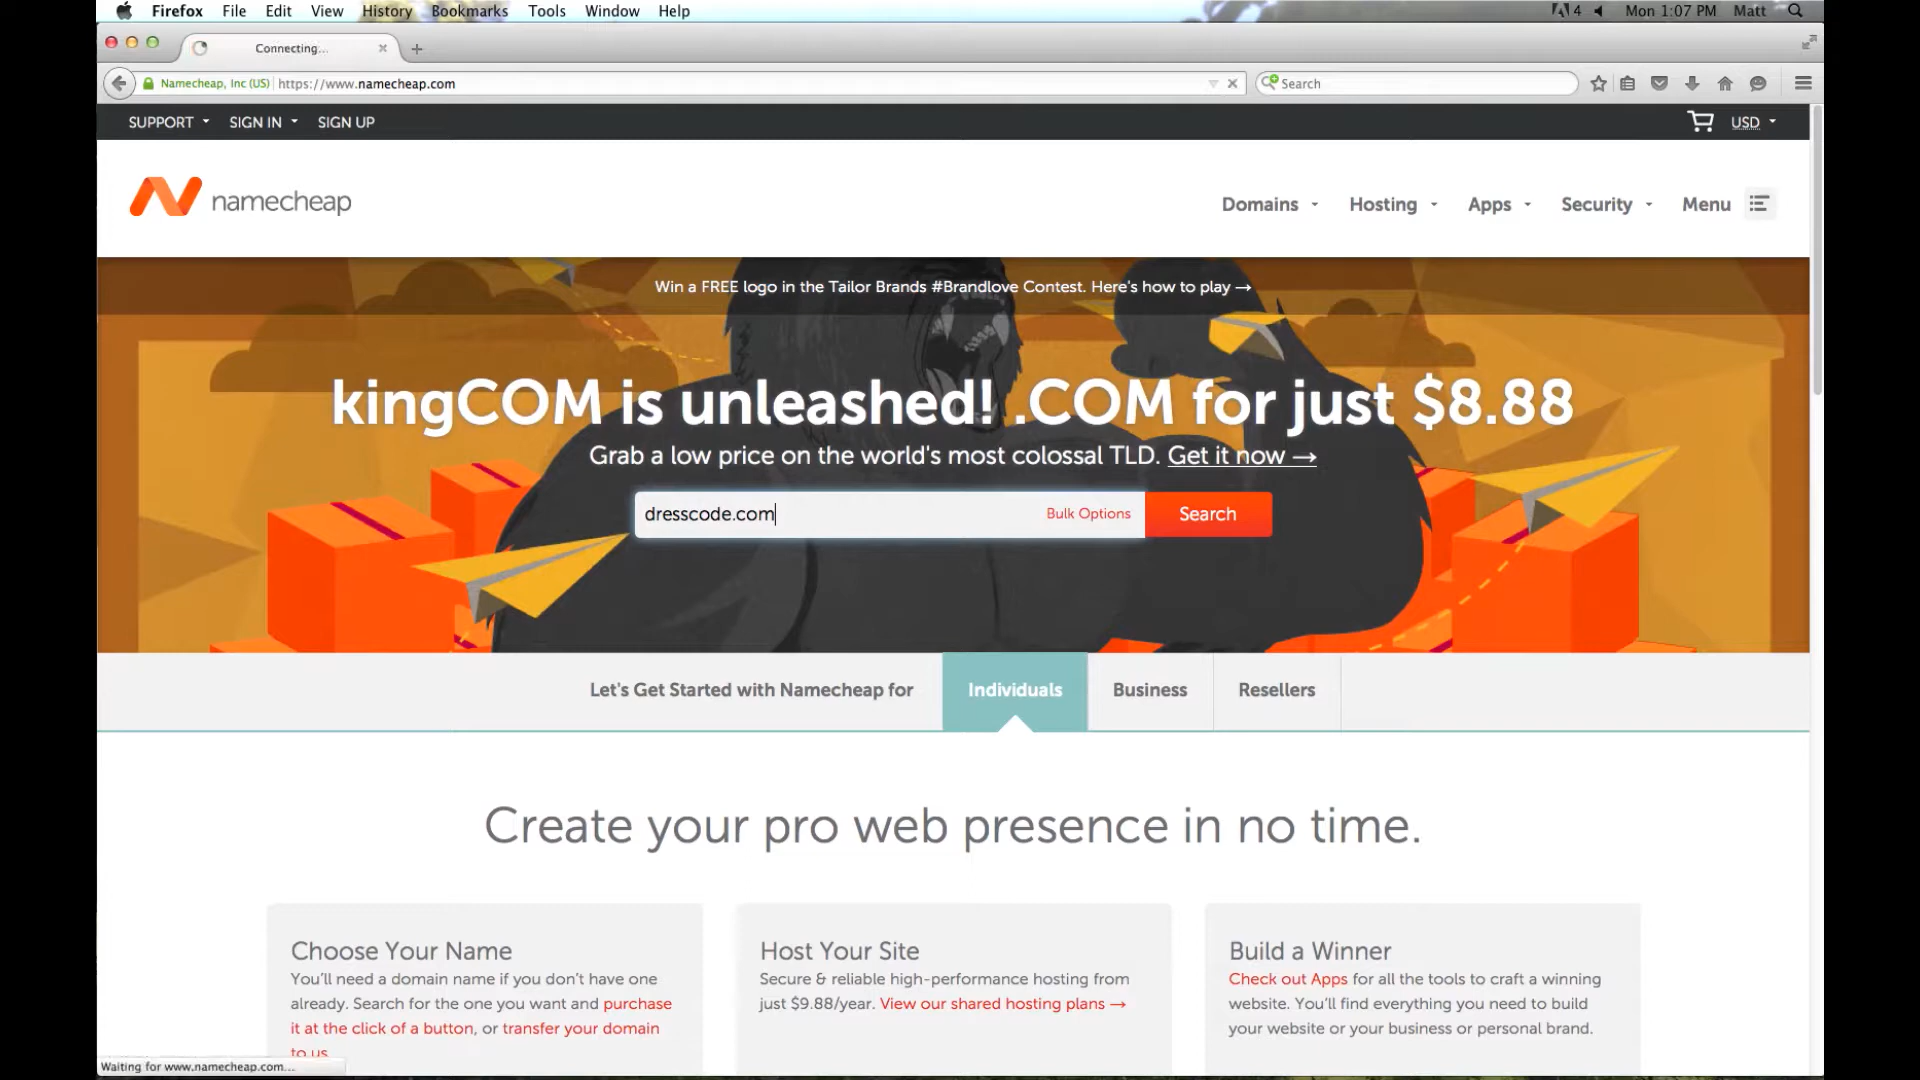 Firefox File Edit View History Bookmarks Tools Window Help
4 Mon 1:07 PM Matt
Connecting...
Namecheap, Inc (US) https://www.namecheap.com
Search
SUPPORT SIGN IN SIGN UP
USD
namecheap
Domains Hosting Apps Security Menu
Win a FREE logo in the Tailor Brands #Brandlove Contest. Here's how to play →
kingCOM is unleashed! .COM for just $8.88
Grab a low price on the world's most colossal TLD. Get it now →
dresscode.com Bulk Options Search
Let's Get Started with Namecheap for Individuals Business Resellers
Create your pro web presence in no time.
Choose Your Name
You'll need a domain name if you don't have one
already. Search for the one you want and purchase
it at the click of a button, or transfer your domain
to us.
Host Your Site
Secure & reliable high-performance hosting from
just $9.88/year. View our shared hosting plans →
Build a Winner
Check out Apps for all the tools to craft a winning
website. You'll find everything you need to build
your website or your business or personal brand.
Waiting for www.namecheap.com...